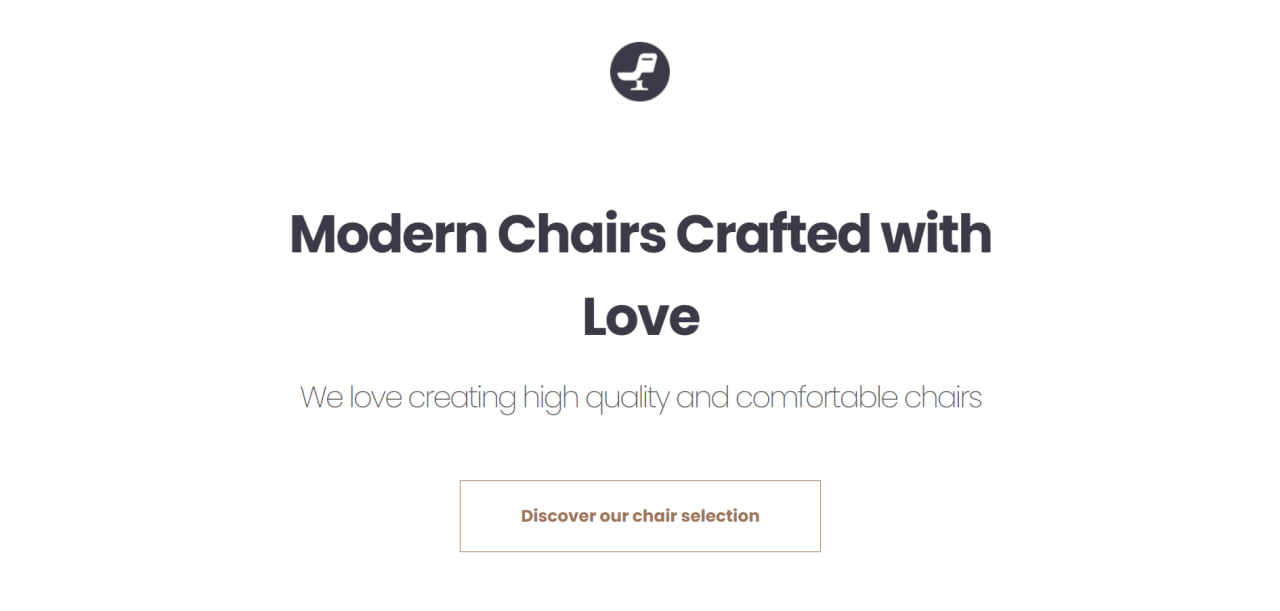 Modern Chairs Crafted with
Love
We love creating high quality and comfortable chairs
Discover our chair selection